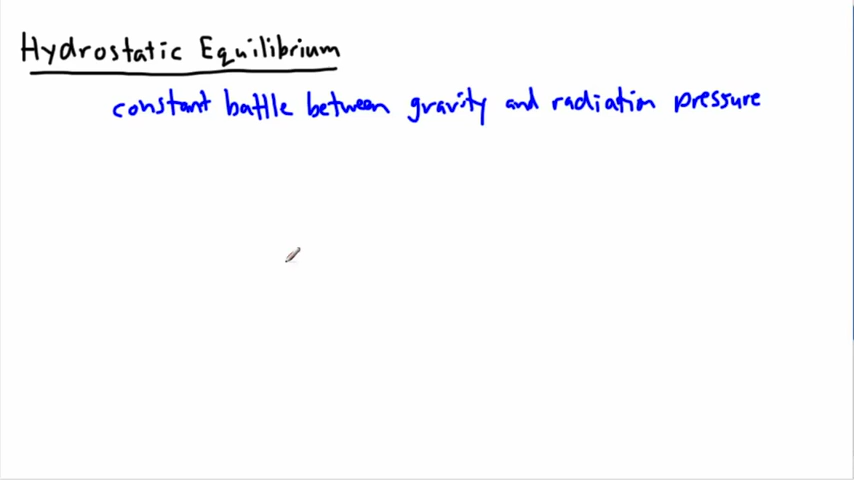 Hydrostatic Equilibrium
constant battle between gravity and radiation pressure